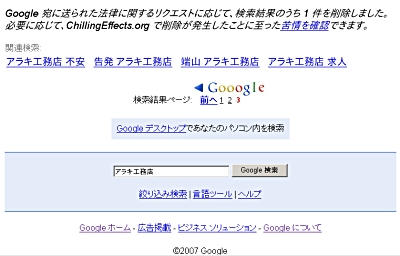 Google 宛に送られた法律に関するリクエストに応じて、検索結果のうち 1 件を削除しました。
必要に応じて、ChillingEffects.org で削除が発生したことに至った苦情を確認できます。
関連検索:
アラキ工務店 不安 告発 アラキ工務店 端山 アラキ工務店 アラキ工務店 求人
Gooogle
検索結果ページ: 前へ 1 2 3
Google デスクトップであなたのパソコン内を検索
アラキ工務店 Google 検索
絞り込み検索 | 言語ツール | ヘルプ
Google ホーム - 広告掲載 - ビジネス ソリューション - Google について
©2007 Google